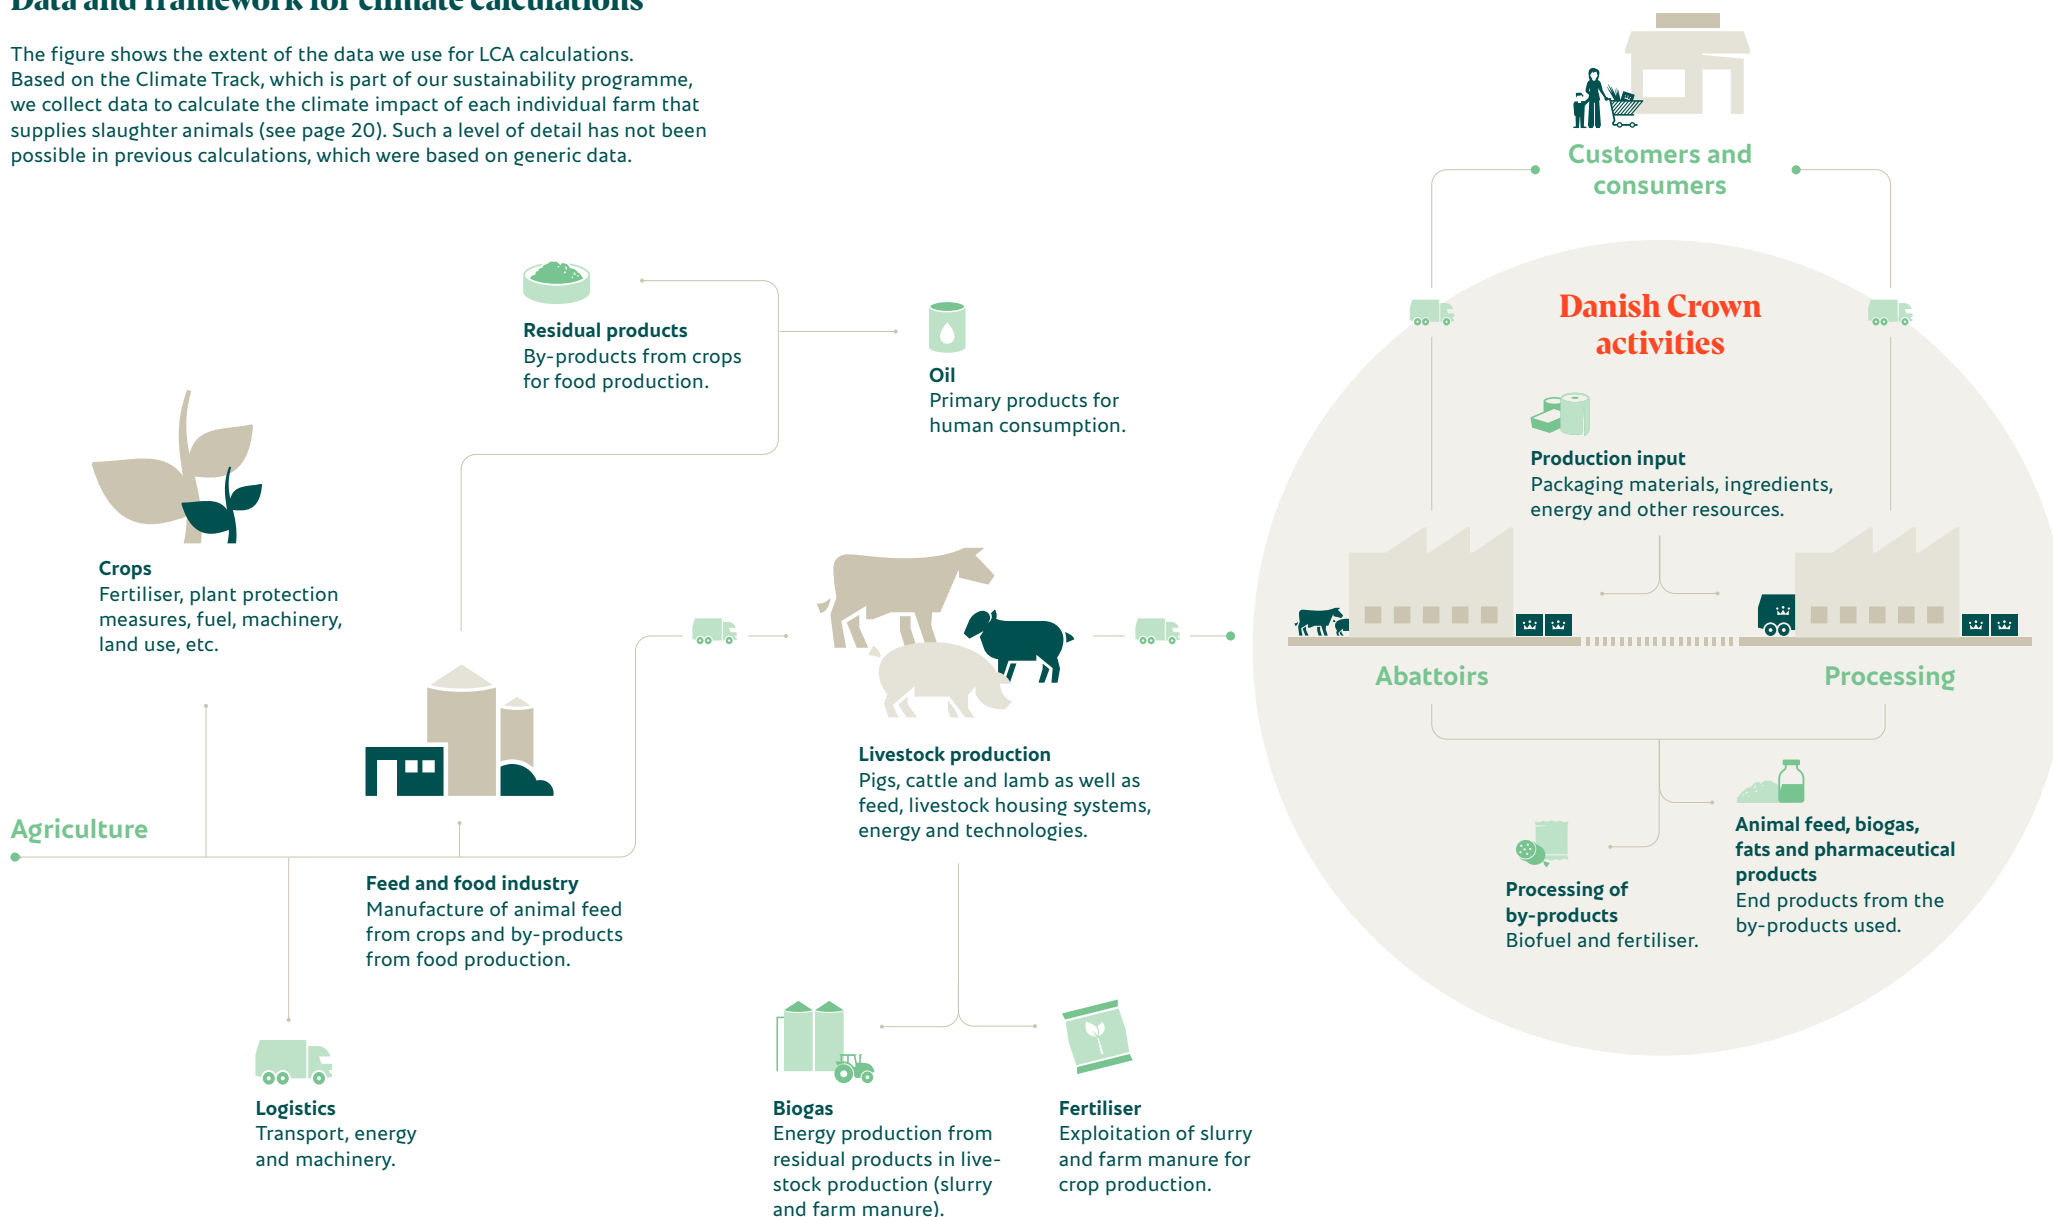 Data and framework for climate calculations
The figure shows the extent of the data we use for LCA calculations.
Based on the Climate Track, which is part of our sustainability programme,
we collect data to calculate the climate impact of each individual farm that
supplies slaughter animals (see page 20). Such a level of detail has not been
possible in previous calculations, which were based on generic data.
Customers and
consumers
Danish Crown
activities
Residual products
By-products from crops
for food production.
Oil
Primary products for
human consumption.
Production input
Packaging materials, ingredients,
energy and other resources.
Crops
Fertiliser, plant protection
measures, fuel, machinery,
land use, etc.
Abattoirs
Processing
Livestock production
Pigs, cattle and lamb as well as
feed, livestock housing systems,
energy and technologies.
Agriculture
Feed and food industry
Manufacture of animal feed
from crops and by-products
from food production.
Processing of
by-products
Biofuel and fertiliser.
Animal feed, biogas,
fats and pharmaceutical
products
End products from the
by-products used.
Logistics
Transport, energy
and machinery.
Biogas
Energy production from
residual products in live-
stock production (slurry
and farm manure).
Fertiliser
Exploitation of slurry
and farm manure for
crop production.